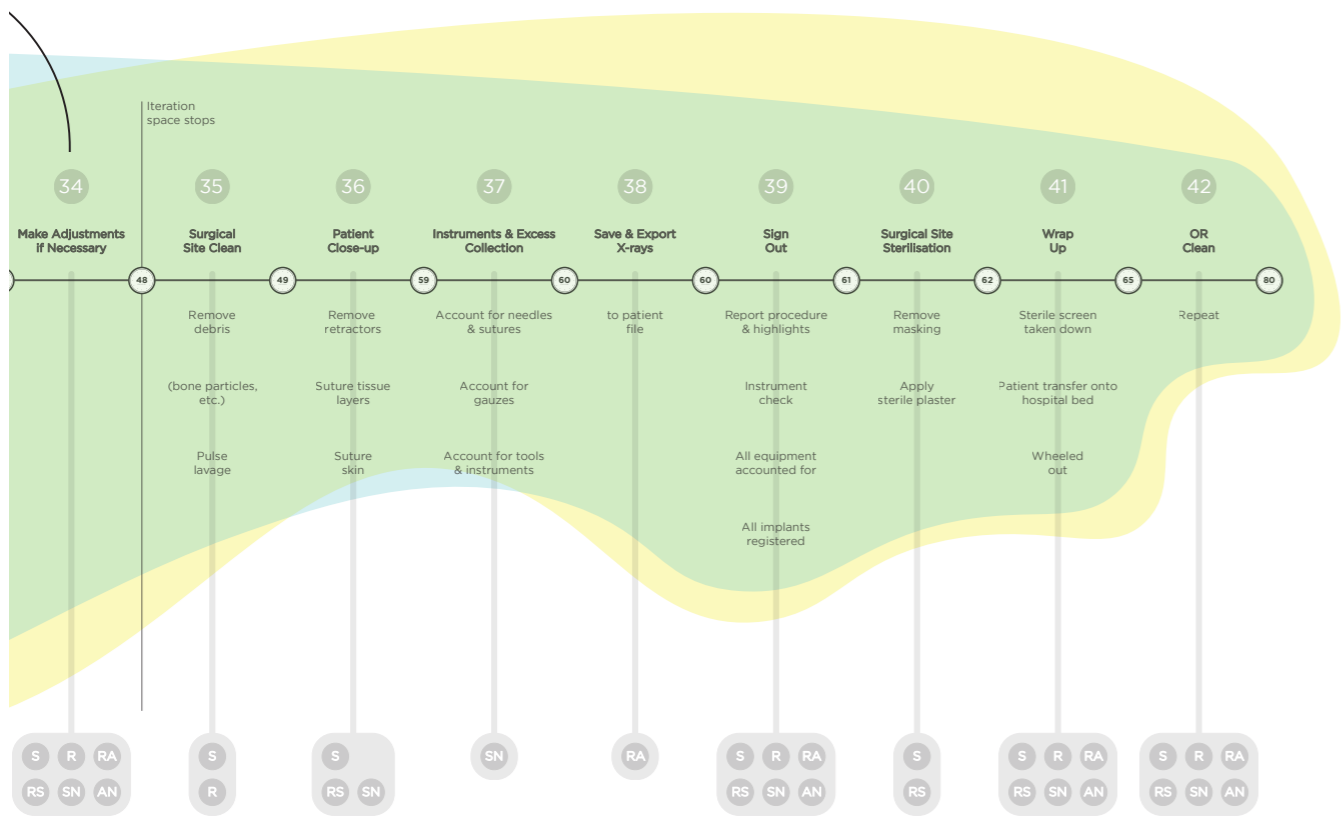 Iteration
space stops
34
35
36
37
38
39
40
41
42
Make Adjustments
if Necessary
Surgical
Site Clean
Patient
Close-up
Instruments & Excess
Collection
Save & Export
X-rays
Sign
Out
Surgical Site
Sterilisation
Wrap
Up
OR
Clean
48
49
59
60
60
61
62
65
80
Remove
debris
(bone particles,
etc.)
Pulse
lavage
Remove
retractors
Suture tissue
layers
Suture
skin
Account for needles
& sutures
Account for
gauzes
Account for tools
& instruments
to patient
file
Report procedure
& highlights
Instrument
check
All equipment
accounted for
All implants
registered
Remove
masking
Apply
sterile plaster
Sterile screen
taken down
Patient transfer onto
hospital bed
Wheeled
out
Repeat
S R RA
RS SN AN
S
R
S
RS SN
SN
RA
S R RA
RS SN AN
S
RS
S R RA
RS SN AN
S R RA
RS SN AN